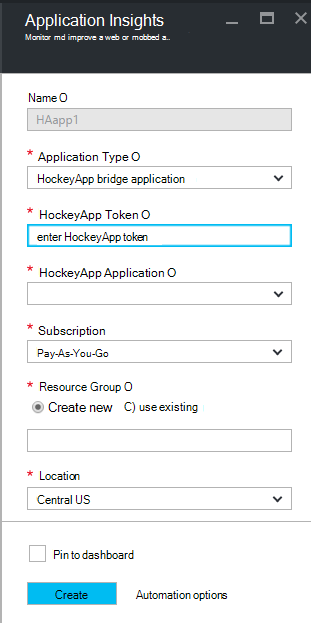 Application Insights
Monitor md improve a web or mobbed a..
Name O
HAapp1
* Application Type O
HockeyApp bridge application
* HockeyApp Token O
enter HockeyApp token
* HockeyApp Application O
* Subscription
Pay-As-You-Go
* Resource Group O
Create new C) use existing
* Location
Central US
Pin to dashboard
Create Automation options